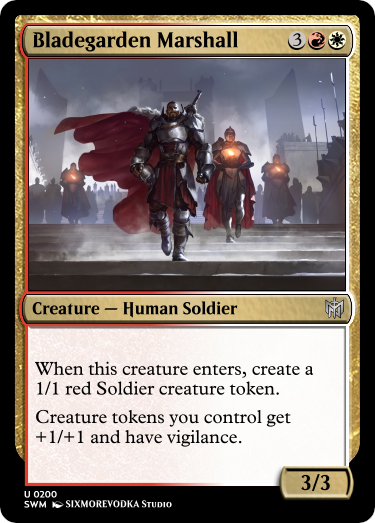 Bladegarden Marshall 3
Creature — Human Soldier
When this creature enters, create a
1/1 red Soldier creature token.
Creature tokens you control get
+1/+1 and have vigilance.
3/3
U 0200
SWM SIXMOREVODKA STUDIO